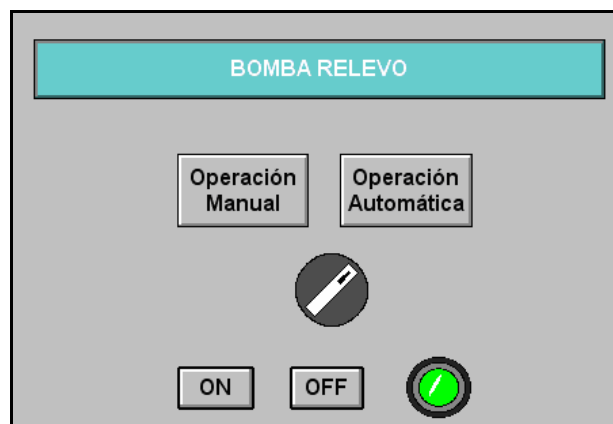 BOMBA RELEVO
Operación
Manual
Operación
Automática
ON
OFF